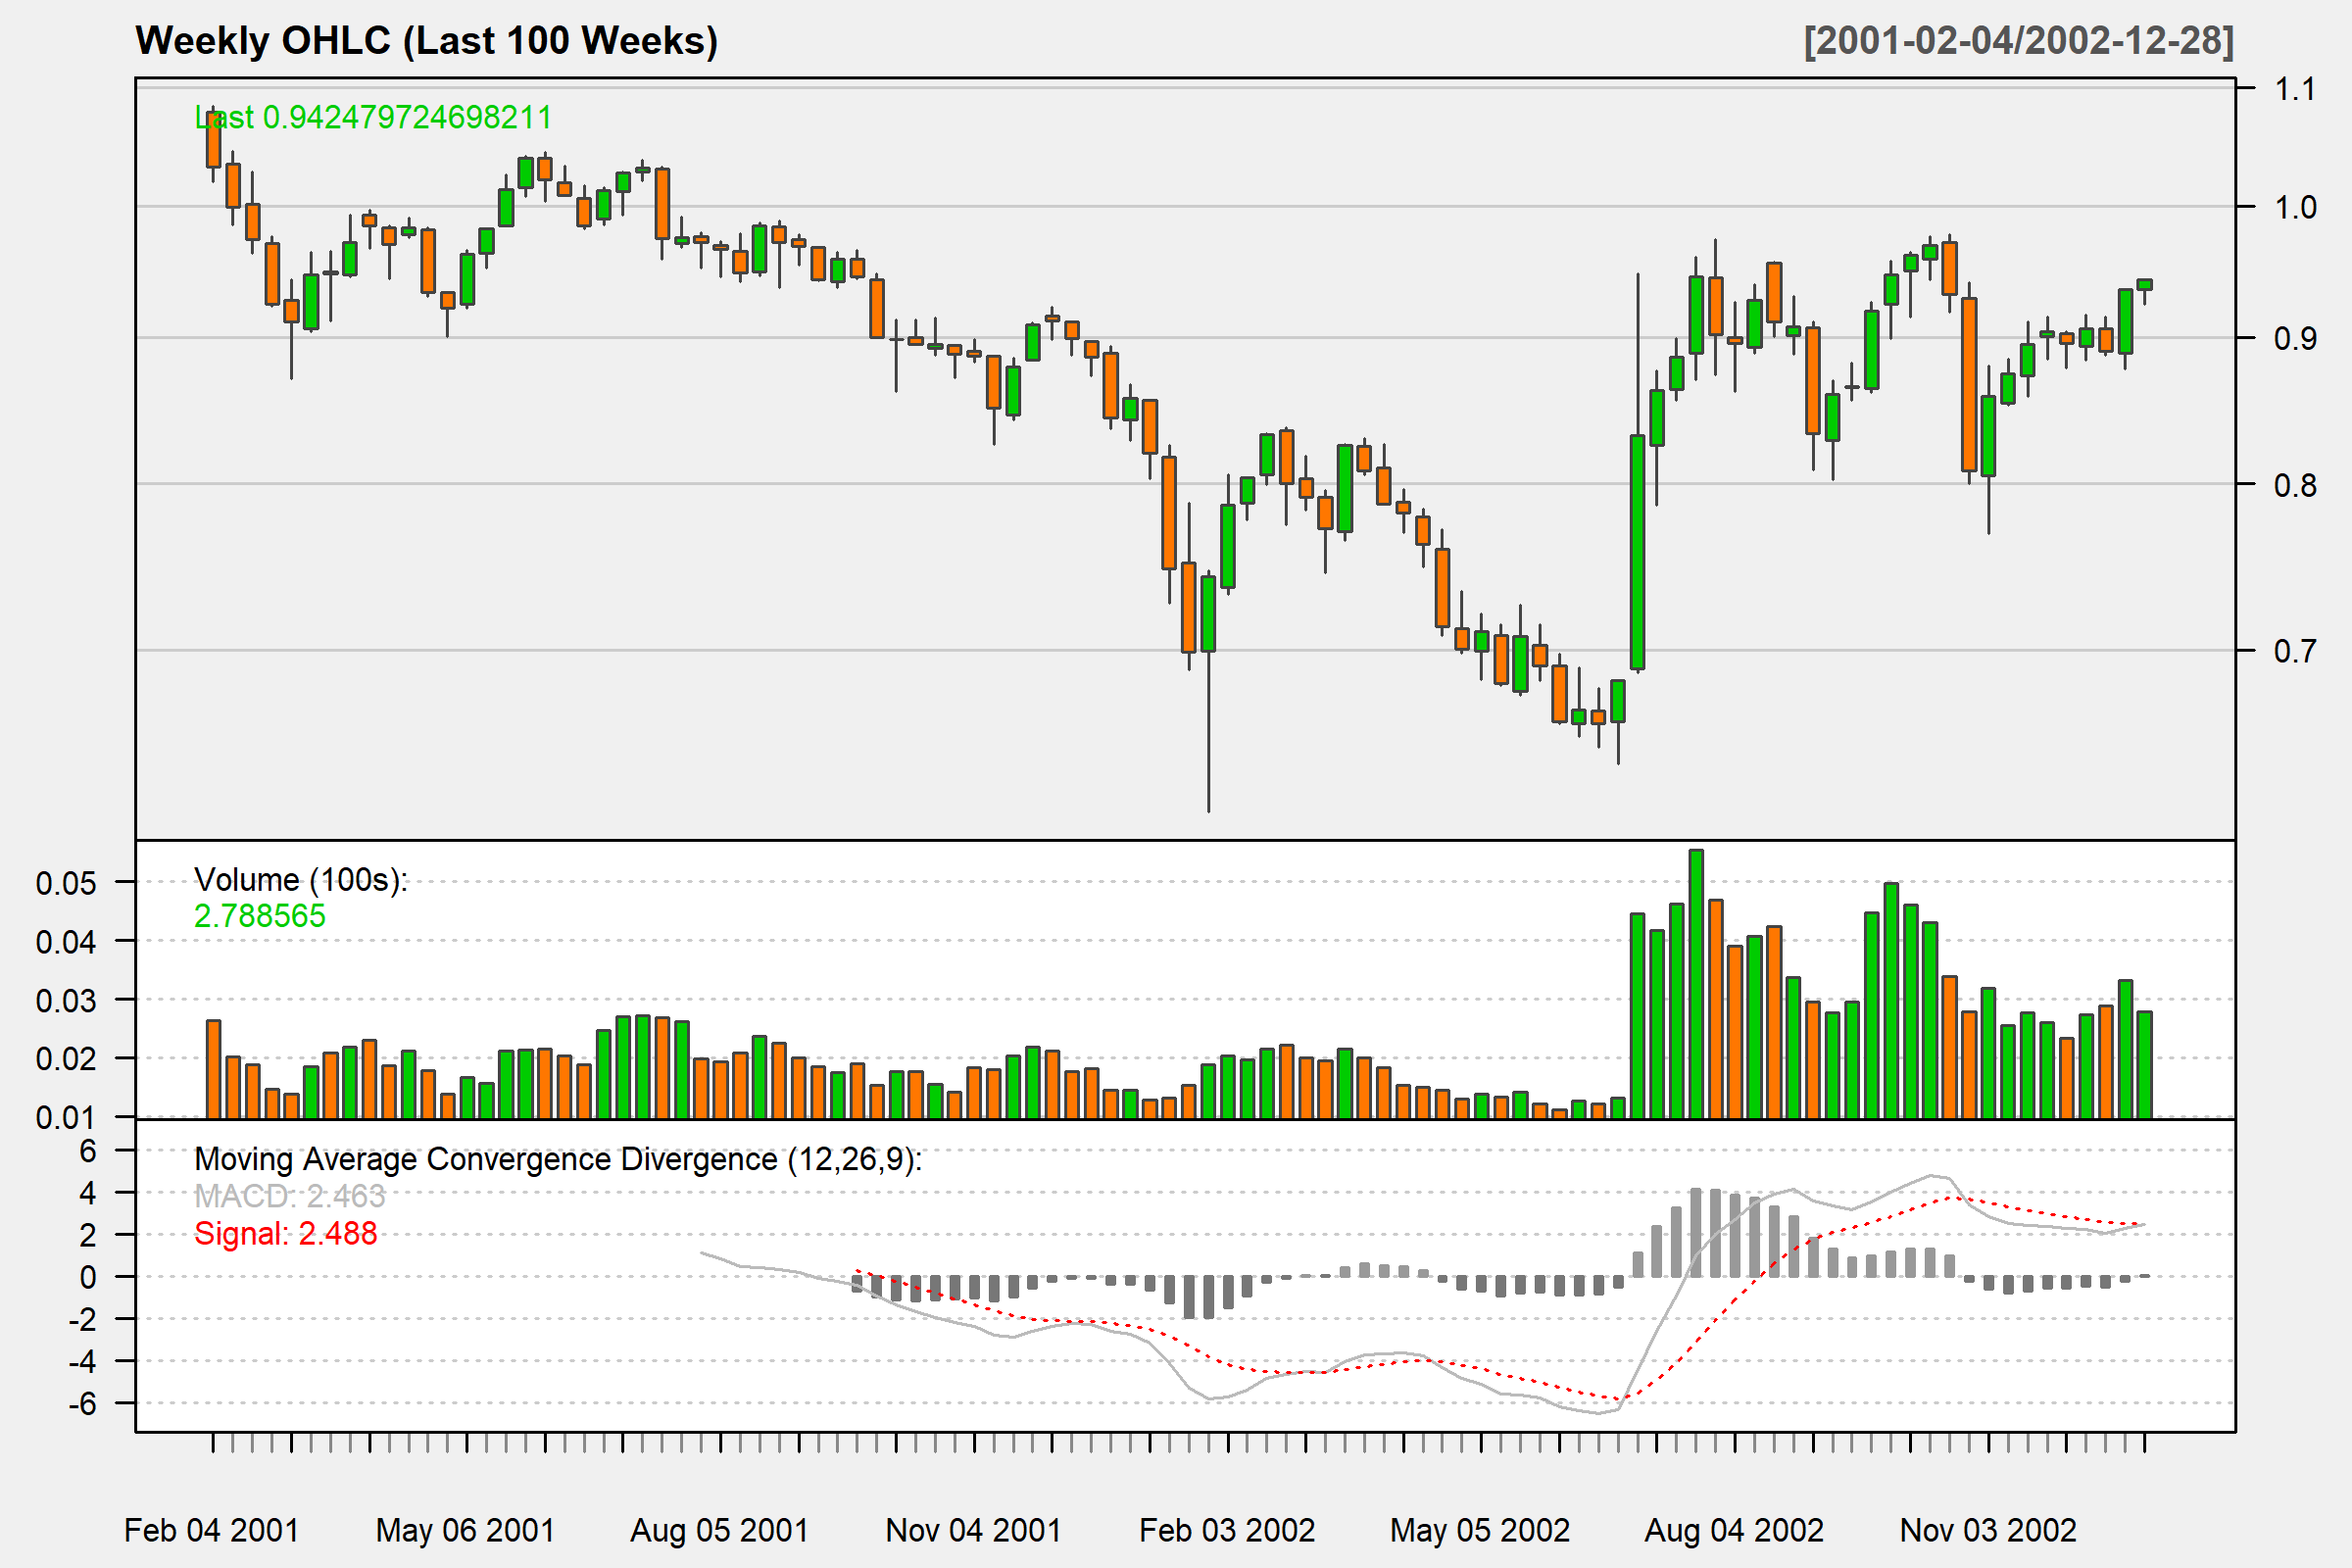 Weekly OHLC (Last 100 Weeks)
[2001-02-04/2002-12-28]
Last 0.942479724698211
1.1
1.0
0.9
0.8
0.7
Volume (100s):
2.788565
0.05
0.04
0.03
0.02
0.01
Moving Average Convergence Divergence (12,26,9):
MACD: 2.463
Signal: 2.488
6
4
2
0
-2
-4
-6
Feb 04 2001
May 06 2001
Aug 05 2001
Nov 04 2001
Feb 03 2002
May 05 2002
Aug 04 2002
Nov 03 2002